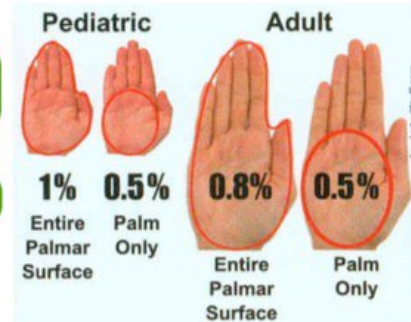 Pediatric
Adult
1%
0.5%
0.8%
0.5%
Entire
Palmar
Surface
Palm
Only
Entire
Palmar
Surface
Palm
Only